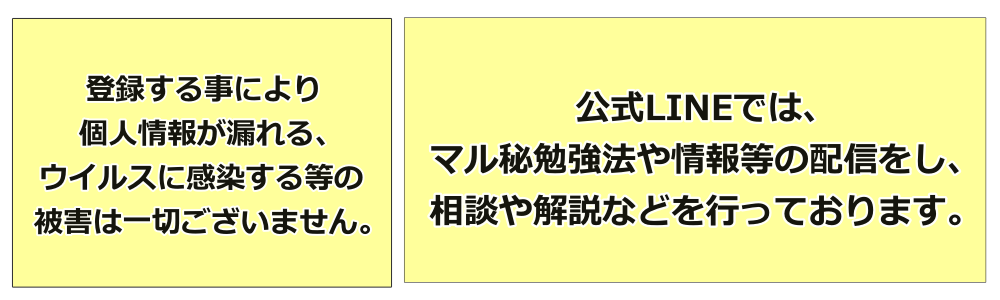 登録する事により
個人情報が漏れる、
ウイルスに感染する等の
被害は一切ございません。
公式LINEでは、
マル秘勉強法や情報等の配信をし、
相談や解説などを行っております。